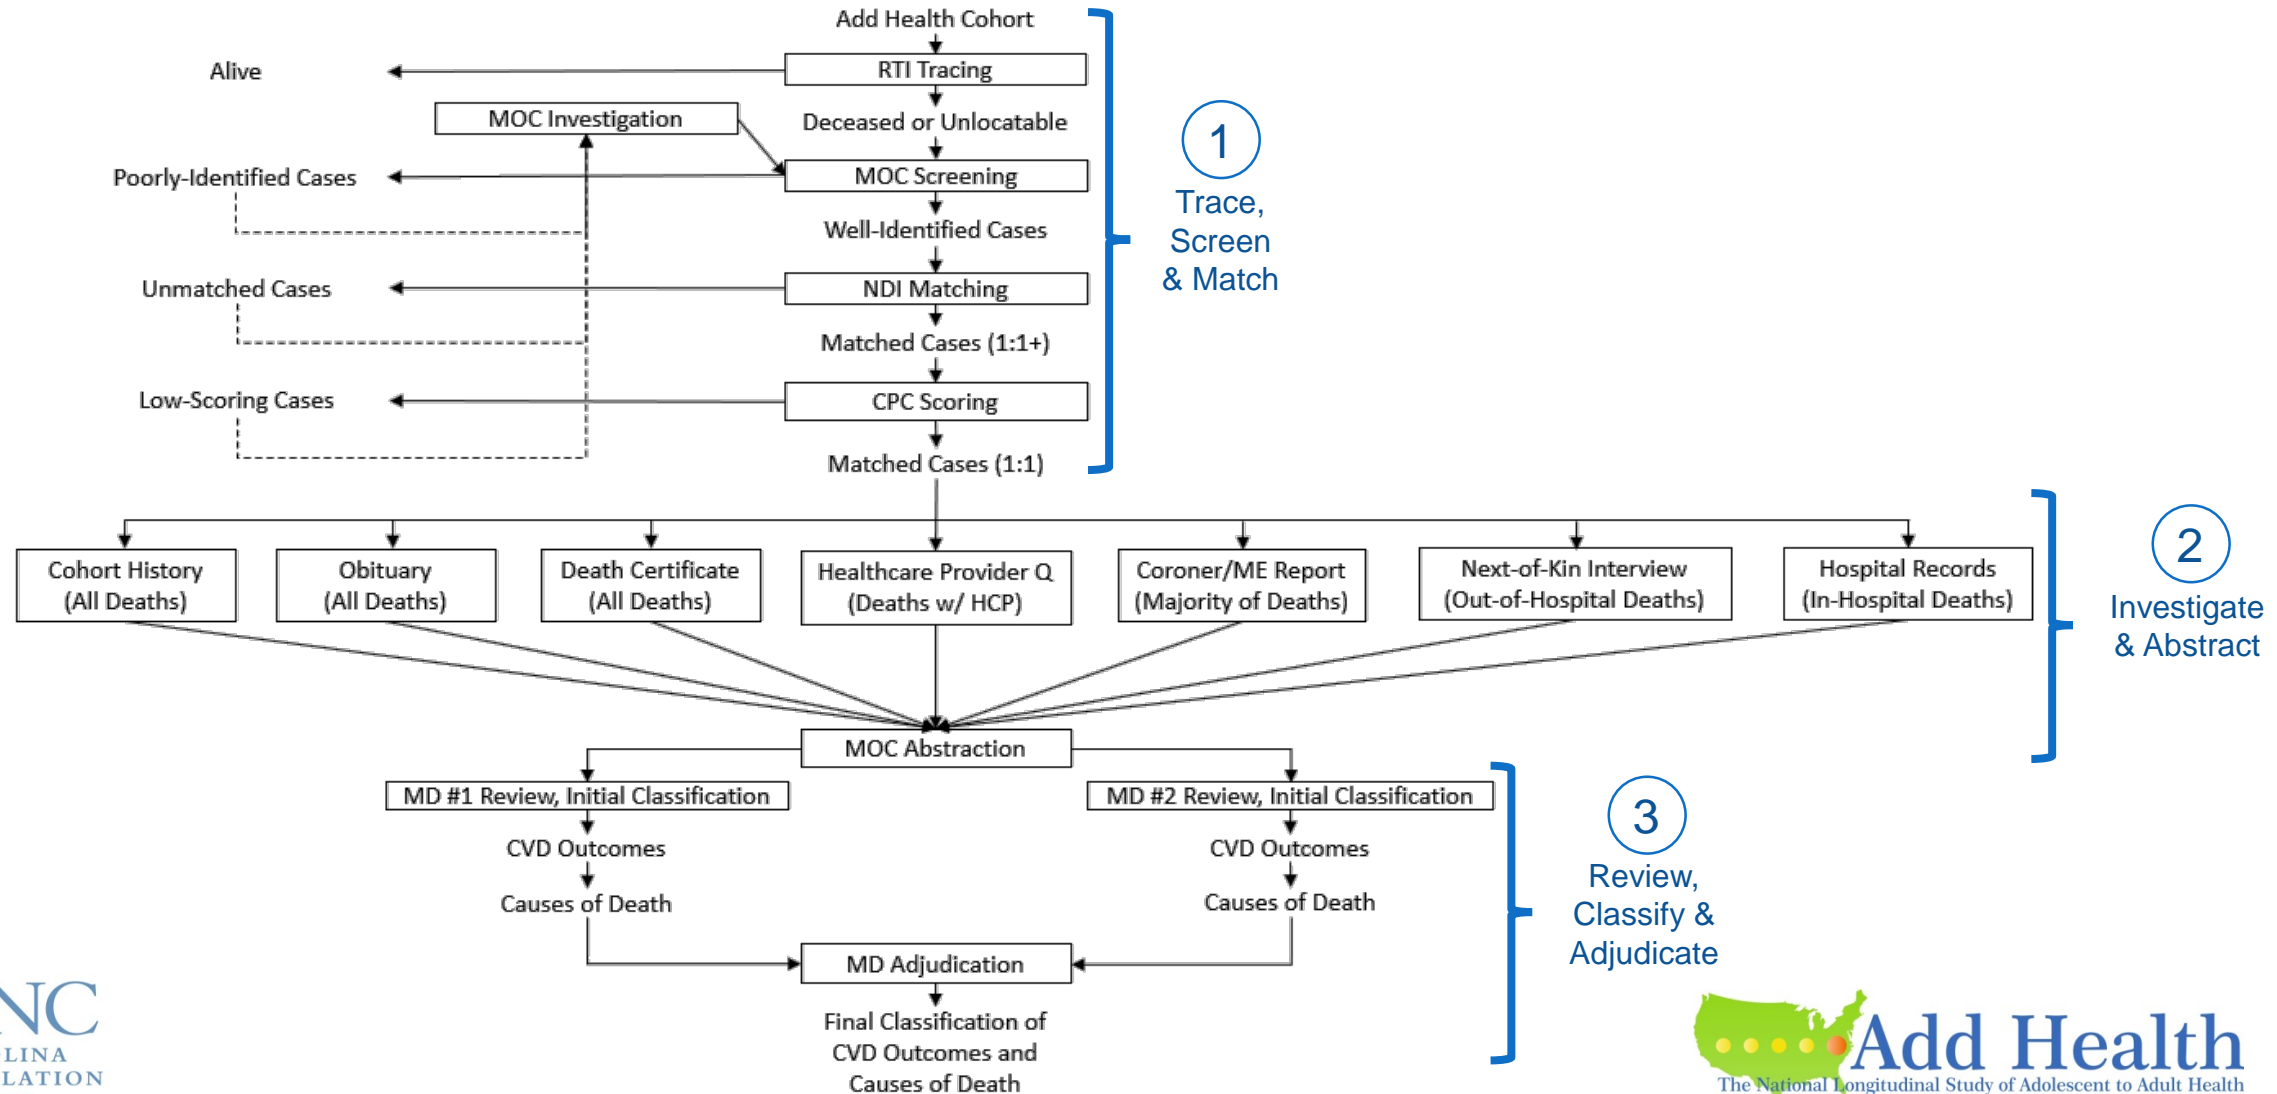 Add Health Cohort
RTI Tracing
Alive
MOC Investigation
Deceased or Unlocatable
Poorly-Identified Cases
MOC Screening
Well-Identified Cases
Unmatched Cases
NDI Matching
Matched Cases (1:1+)
Low-Scoring Cases
CPC Scoring
Matched Cases (1:1)
1
Trace,
Screen
& Match
Cohort History
(All Deaths)
Obituary
(All Deaths)
Death Certificate
(All Deaths)
Healthcare Provider Q
(Deaths w/ HCP)
Coroner/ME Report
(Majority of Deaths)
Next-of-Kin Interview
(Out-of-Hospital Deaths)
Hospital Records
(In-Hospital Deaths)
2
Investigate
& Abstract
MOC Abstraction
MD #1 Review, Initial Classification
MD #2 Review, Initial Classification
CVD Outcomes
CVD Outcomes
Causes of Death
Causes of Death
MD Adjudication
Final Classification of
CVD Outcomes and
Causes of Death
3
Review,
Classify &
Adjudicate
NC
LINA
LATION
Add Health
The National Longitudinal Study of Adolescent to Adult Health